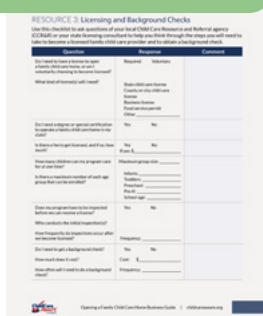 RESOURCE 3: Licensing and Background Checks
Use this checklist to ask questions of your local Child Care Resource and Referral agency
(CCR&R) or your state licensing consultant to help you think through the steps you will need to
take to become a licensed family child care provider and to obtain a background check.
Question Response Comment
Do I need to have a license to open
a family child care home, or am I
voluntarily choosing to become licensed?
Required Voluntary
What kind of license(s) will I need?
State child care license
County or city child care
license
Business license
Food service permit
Other
Do I need a degree or special certification
to operate a family child care home in my
state?
Yes No
Is there a fee to get licensed, and if so, how
much?
Yes No
If yes $
How many children can my program care
for at one time?
Maximum group size:
Is there a maximum number of each age
group that can be enrolled?
Infants:
Toddlers:
Preschool:
Pre-K:
School-age:
Does my program have to be inspected
before we can receive a license?
Yes No
Who conducts the initial inspection(s)?
How frequently do inspections occur after
we become licensed?
Frequency:
Do I need to get a background check?
Yes No
How much does it cost?
Cost: $
How often will I need to do a background
check?
Frequency:
ChildCare
Aware
Opening a Family Child Care Home Business Guide | childcareaware.org